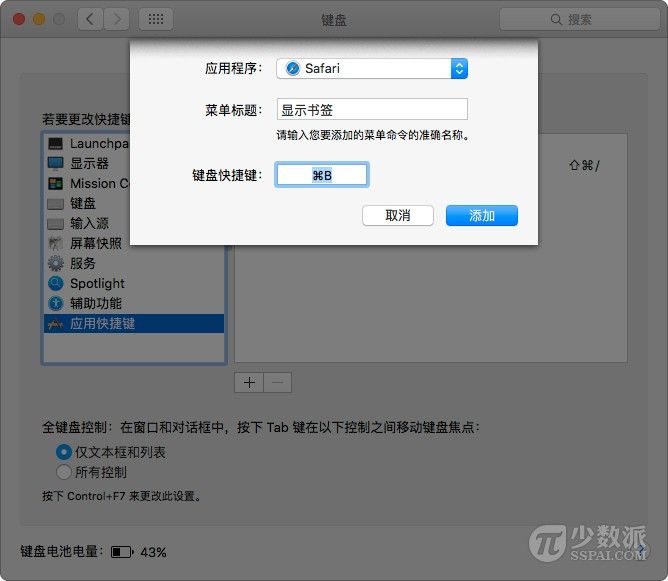 键盘
搜索
应用程序：
Safari
菜单标题：
显示书签
请输入您要添加的菜单命令的准确名称。
键盘快捷键：
⌘B
取消
添加
若要更改快捷键
⇧⌘/
Launchpa
显示器
Mission C
键盘
输入源
屏幕快照
服务
Spotlight
辅助功能
应用快捷键
全键盘控制：在窗口和对话框中，按下 Tab 键在以下控制之间移动键盘焦点：
仅文本框和列表
所有控制
按下 Control+F7 来更改此设置。
键盘电池电量：
43%
少数派
SSPAI.COM